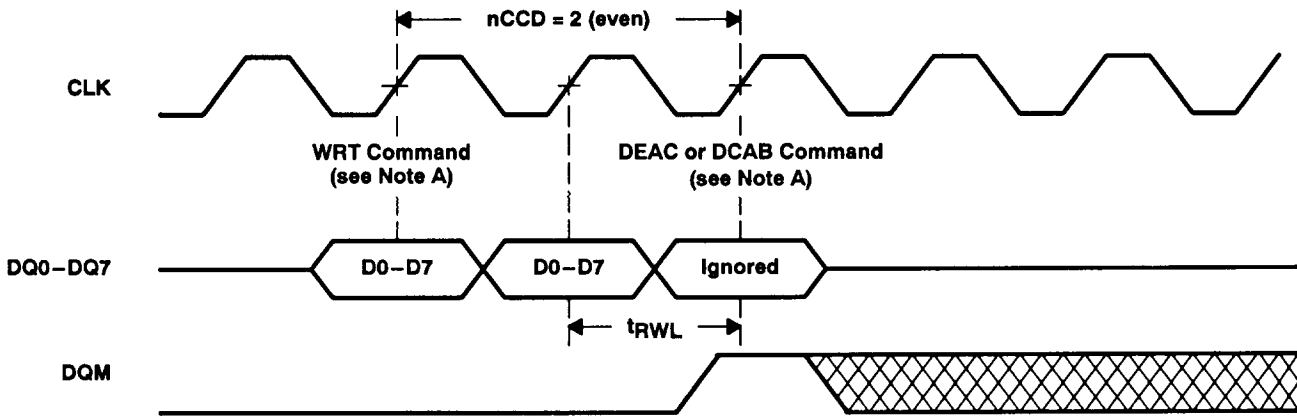 nCCD = 2 (even)
CLK
WRT Command
(see Note A)
DEAC or DCAB Command
(see Note A)
DQ0–DQ7
D0–D7
D0–D7
Ignored
tRWL
DQM